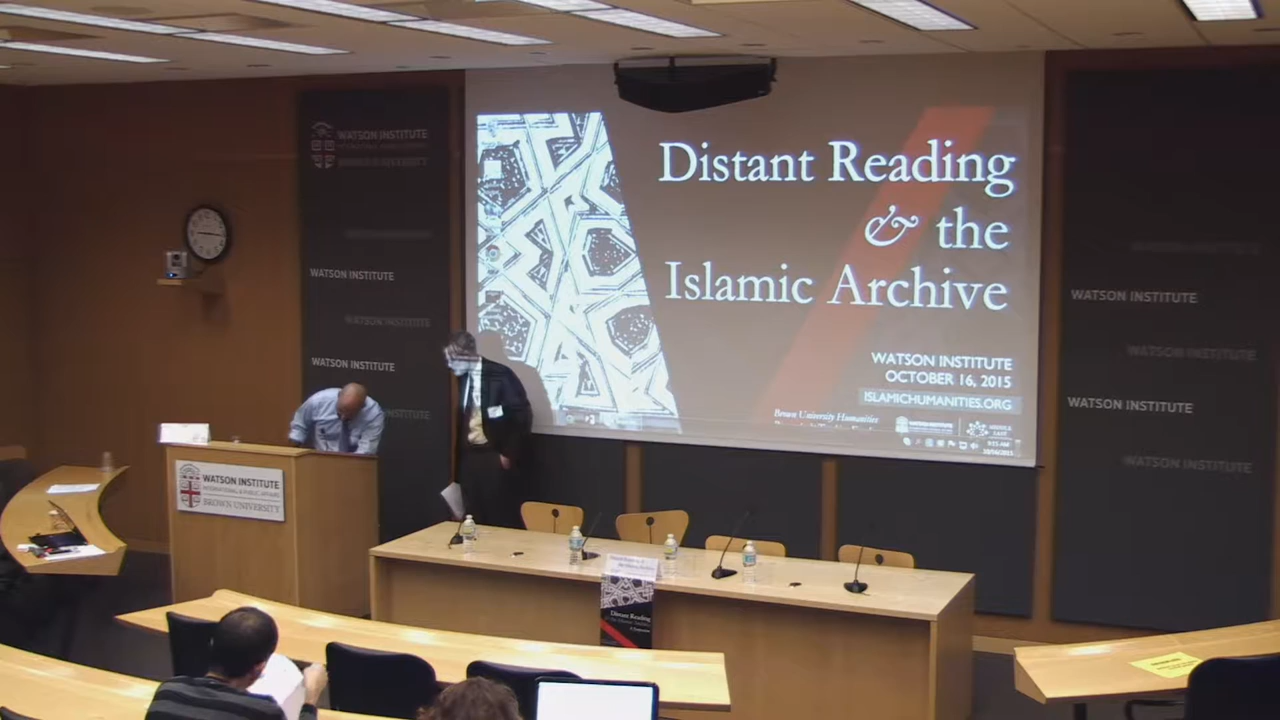 WATSON INSTITUTE
BROWN UNIVERSITY
WATSON INSTITUTE
WATSON INSTITUTE
WATSON INSTITUTE
Distant Reading
& the
Islamic Archive
WATSON INSTITUTE
OCTOBER 16, 2015
ISLAMICHUMANITIES.ORG
Brown University Humanities
WATSON INSTITUTE
WATSON INSTITUTE
WATSON INSTITUTE
WATSON INSTITUTE
WATSON INSTITUTE
INTERNATIONAL & PUBLIC AFFAIRS
BROWN UNIVERSITY
Distant Reading